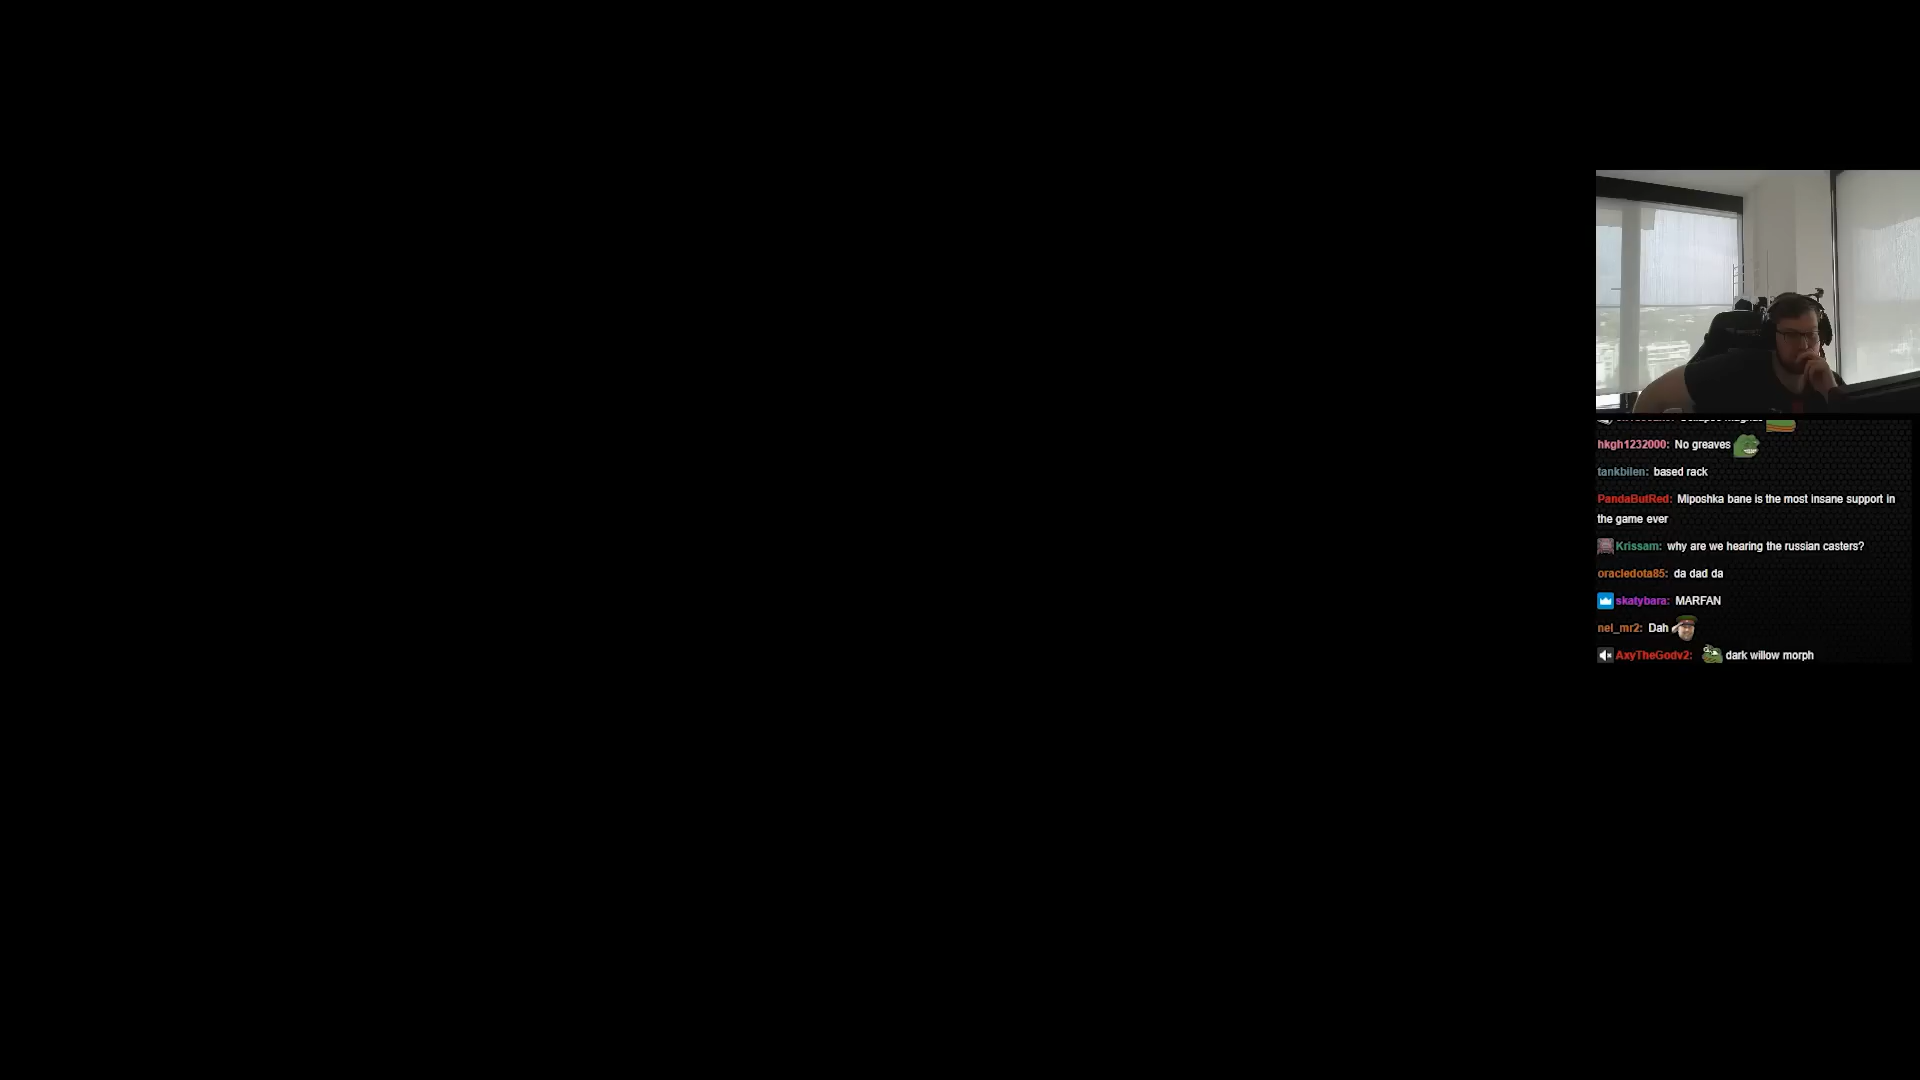 hkgh1232000: No greaves
tankbilen: based rack
PandaButRed: Miposhka bane is the most insane support in
the game ever
Krissam: why are we hearing the russian casters?
oracledota85: da dad da
skatybara: MARFAN
nel_mr2: Dah
AxyTheGodv2: dark willow morph